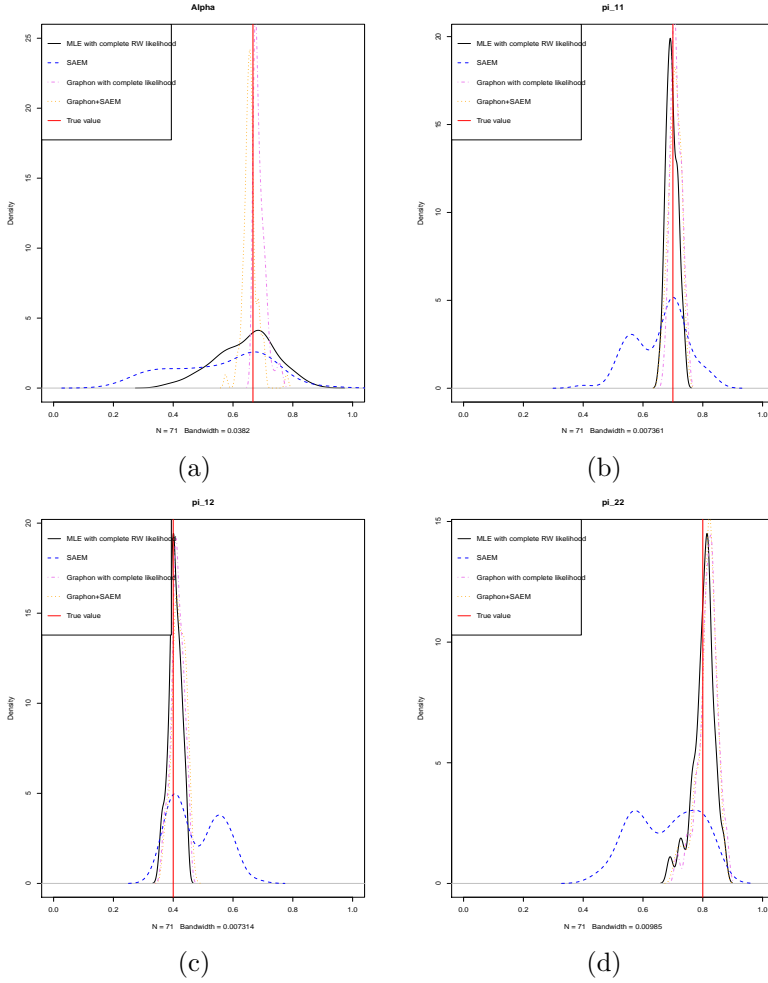 Alpha
MLE with complete RW likelihood
SAEM
Graphon with complete likelihood
Graphon+SAEM
True value
Density
0 5 10 15 20 25
0.0 0.2 0.4 0.6 0.8 1.0
N = 71 Bandwidth = 0.0382
(a)
pi_11
MLE with complete RW likelihood
SAEM
Graphon with complete likelihood
Graphon+SAEM
True value
Density
0 5 10 15 20
0.0 0.2 0.4 0.6 0.8 1.0
N = 71 Bandwidth = 0.007361
(b)
pi_12
MLE with complete RW likelihood
SAEM
Graphon with complete likelihood
Graphon+SAEM
True value
Density
0 5 10 15 20
0.0 0.2 0.4 0.6 0.8 1.0
N = 71 Bandwidth = 0.007314
(c)
pi_22
MLE with complete RW likelihood
SAEM
Graphon with complete likelihood
Graphon+SAEM
True value
Density
0 5 10 15
0.0 0.2 0.4 0.6 0.8 1.0
N = 71 Bandwidth = 0.00985
(d)